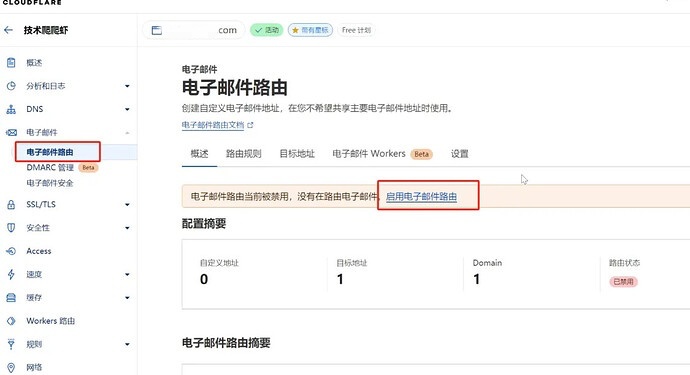 CLOUDFLARE
技术爬爬虾
com
活动
带有星标
Free 计划
概述
分析和日志
DNS
电子邮件
电子邮件路由
DMARC 管理 Beta
电子邮件安全
SSL/TLS
安全性
Access
速度
缓存
Workers 路由
规则
网络
电子邮件
电子邮件路由
创建自定义电子邮件地址，在您不希望共享主要电子邮件地址时使用。
电子邮件路由文档
概述 路由规则 目标地址 电子邮件 Workers Beta 设置
电子邮件路由当前被禁用，没有在路由电子邮件。启用电子邮件路由
配置摘要
自定义地址 目标地址 Domain 路由状态
0 1 1 已禁用
电子邮件路由摘要